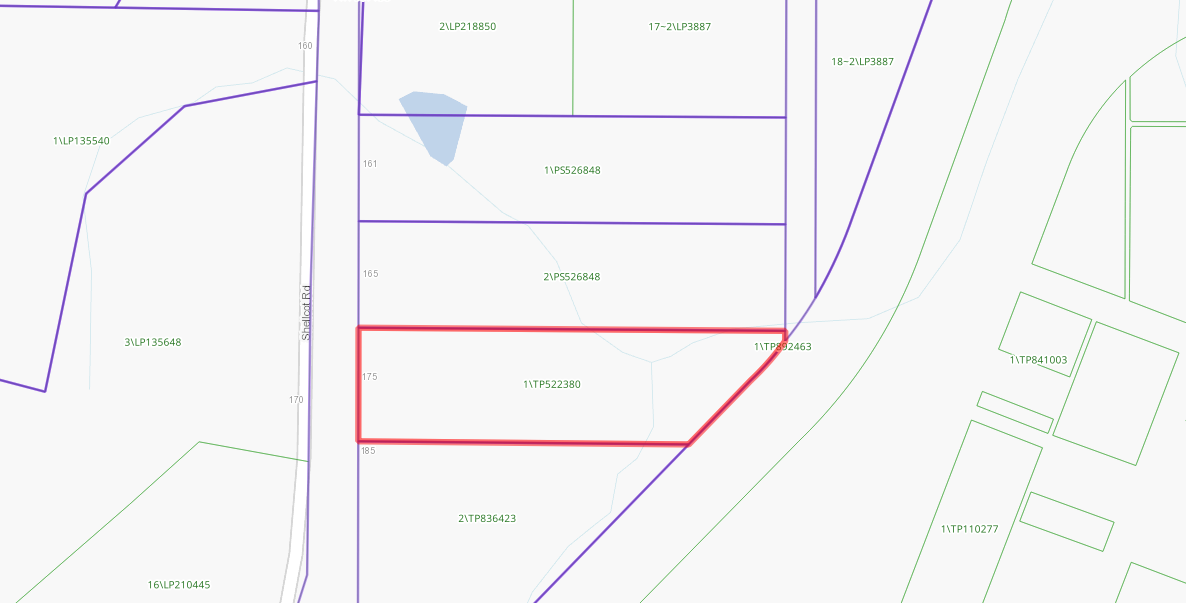 2\LP218850
17~2\LP3887
160
18~2\LP3887
1\LP135540
161
1\PS526848
165
2\PS526848
Shellcot Rd
3\LP135648
1\TP892463
1\TP841003
175
1\TP522380
170
185
2\TP836423
1\TP110277
16\LP210445